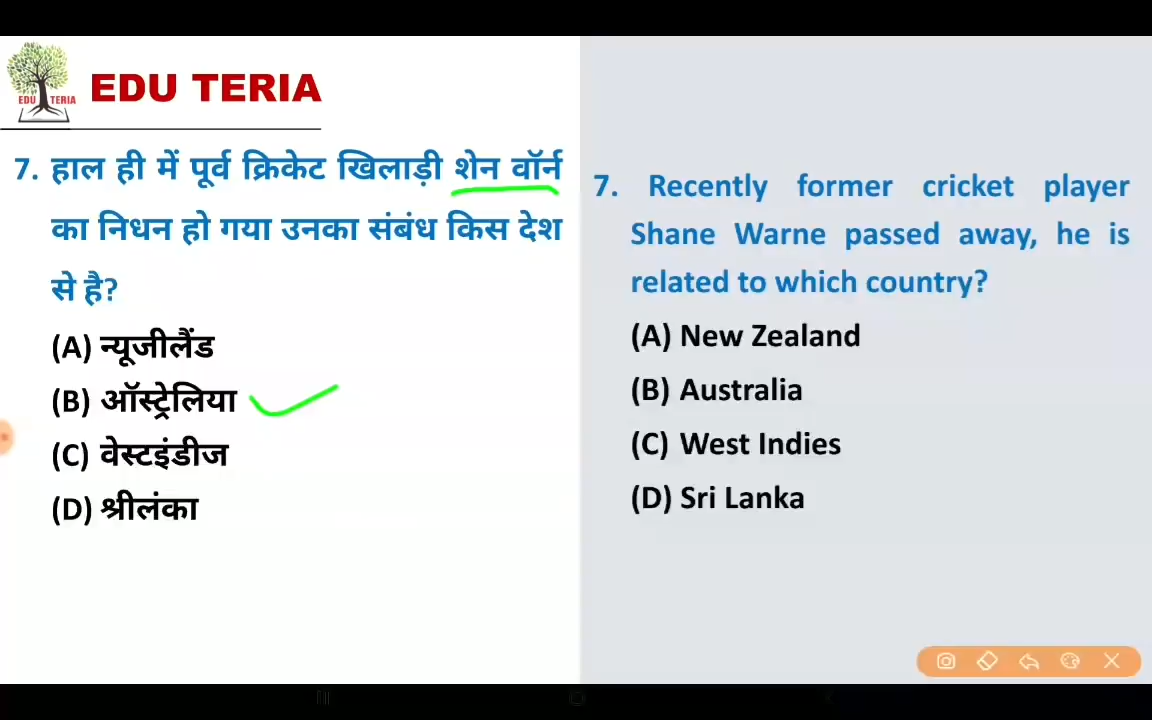 EDU TERIA
EDU TERIA
7. हाल ही में पूर्व क्रिकेट खिलाड़ी शेन वॉर्न
का निधन हो गया उनका संबंध किस देश
से है?
(A) न्यूजीलैंड
(B) ऑस्ट्रेलिया
(C) वेस्टइंडीज
(D) श्रीलंका
7. Recently former cricket player
Shane Warne passed away, he is
related to which country?
(A) New Zealand
(B) Australia
(C) West Indies
(D) Sri Lanka